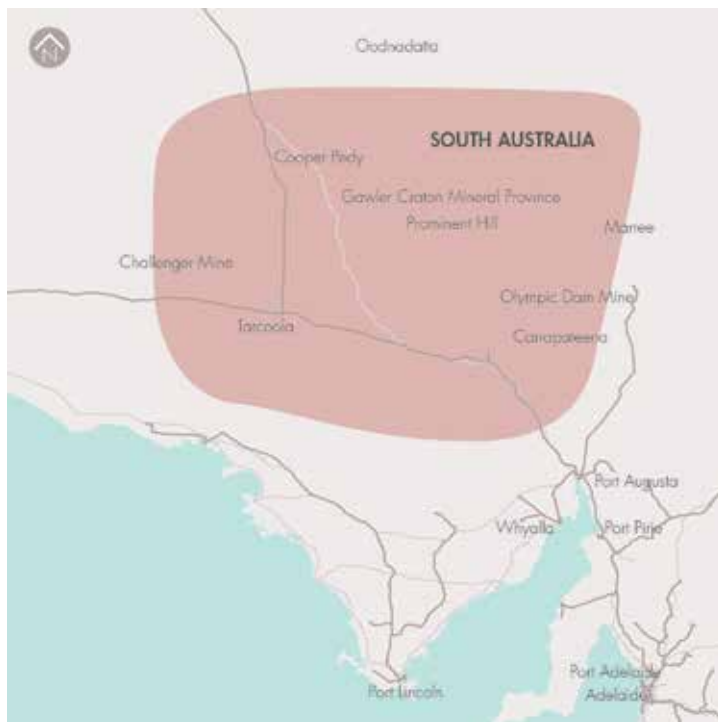 N
Oodnadatta
SOUTH AUSTRALIA
Coober Pedy
Gawler Craton Mineral Province
Prominent Hill
Marree
Challenger Mine
Olympic Dam Mine
Tarcoola
Carrapateena
Port Augusta
Whyalla
Port Pirie
Port Adelaide
Adelaide
Port Lincoln